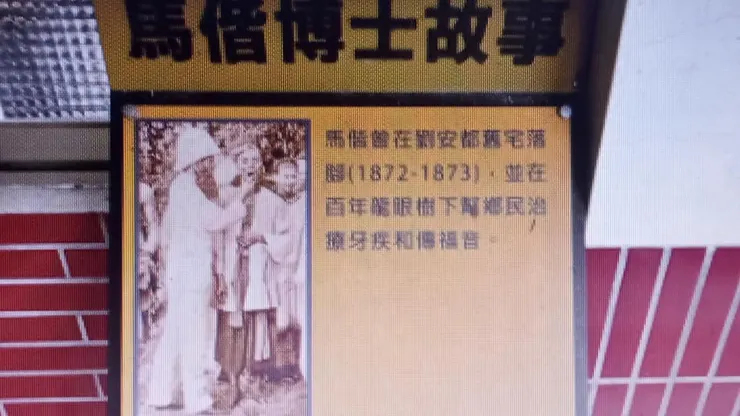 馬偕博士故事
馬偕曾在劉安都舊宅落
腳(1872-1873)，並在
百年龍眼樹下幫鄉民治
療牙疾和傳福音。